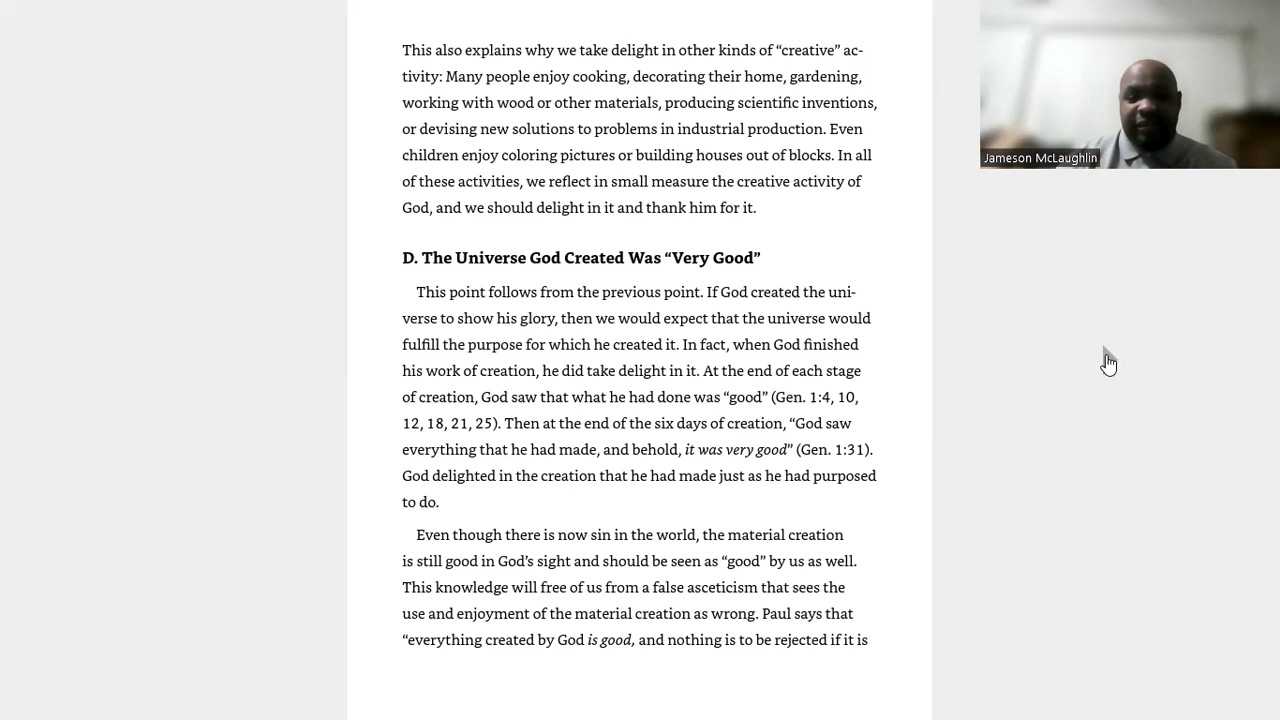 This also explains why we take delight in other kinds of “creative” ac-
tivity: Many people enjoy cooking, decorating their home, gardening,
working with wood or other materials, producing scientific inventions,
or devising new solutions to problems in industrial production. Even
children enjoy coloring pictures or building houses out of blocks. In all
of these activities, we reflect in small measure the creative activity of
God, and we should delight in it and thank him for it.
D. The Universe God Created Was “Very Good”
This point follows from the previous point. If God created the uni-
verse to show his glory, then we would expect that the universe would
fulfill the purpose for which he created it. In fact, when God finished
his work of creation, he did take delight in it. At the end of each stage
of creation, God saw that what he had done was “good” (Gen. 1:4, 10,
12, 18, 21, 25). Then at the end of the six days of creation, “God saw
everything that he had made, and behold, it was very good” (Gen. 1:31).
God delighted in the creation that he had made just as he had purposed
to do.
Even though there is now sin in the world, the material creation
is still good in God’s sight and should be seen as “good” by us as well.
This knowledge will free of us from a false asceticism that sees the
use and enjoyment of the material creation as wrong. Paul says that
“everything created by God is good, and nothing is to be rejected if it is
Jameson McLaughlin